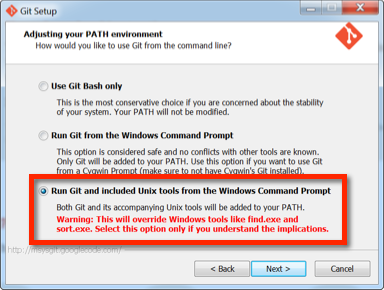 Git Setup
Adjusting your PATH environment
How would you like to use Git from the command line?
Use Git Bash only
This is the most conservative choice if you are concerned about the stability
of your system. Your PATH will not be modified.
Run Git from the Windows Command Prompt
This option is considered safe and no conflicts with other tools are known.
Only Git will be added to your PATH. Use this option if you want to use Git
from a Cygwin Prompt (make sure to not have Cygwin's Git installed).
Run Git and included Unix tools from the Windows Command Prompt
Both Git and its accompanying Unix tools will be added to your PATH.
Warning: This will override Windows tools like find.exe and
sort.exe. Select this option only if you understand the implications.
http://msysgit.googlecode.com/
< Back
Next >
Cancel